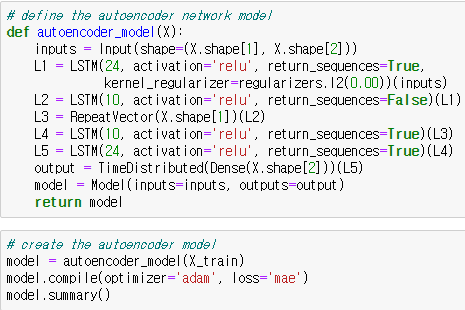 # define the autoencoder network model
def autoencoder_model(X):
    inputs = Input(shape=(X.shape[1], X.shape[2]))
    L1 = LSTM(24, activation='relu', return_sequences=True,
              kernel_regularizer=regularizers.l2(0.00))(inputs)
    L2 = LSTM(10, activation='relu', return_sequences=False)(L1)
    L3 = RepeatVector(X.shape[1])(L2)
    L4 = LSTM(10, activation='relu', return_sequences=True)(L3)
    L5 = LSTM(24, activation='relu', return_sequences=True)(L4)
    output = TimeDistributed(Dense(X.shape[2]))(L5)
    model = Model(inputs=inputs, outputs=output)
    return model
# create the autoencoder model
model = autoencoder_model(X_train)
model.compile(optimizer='adam', loss='mae')
model.summary()